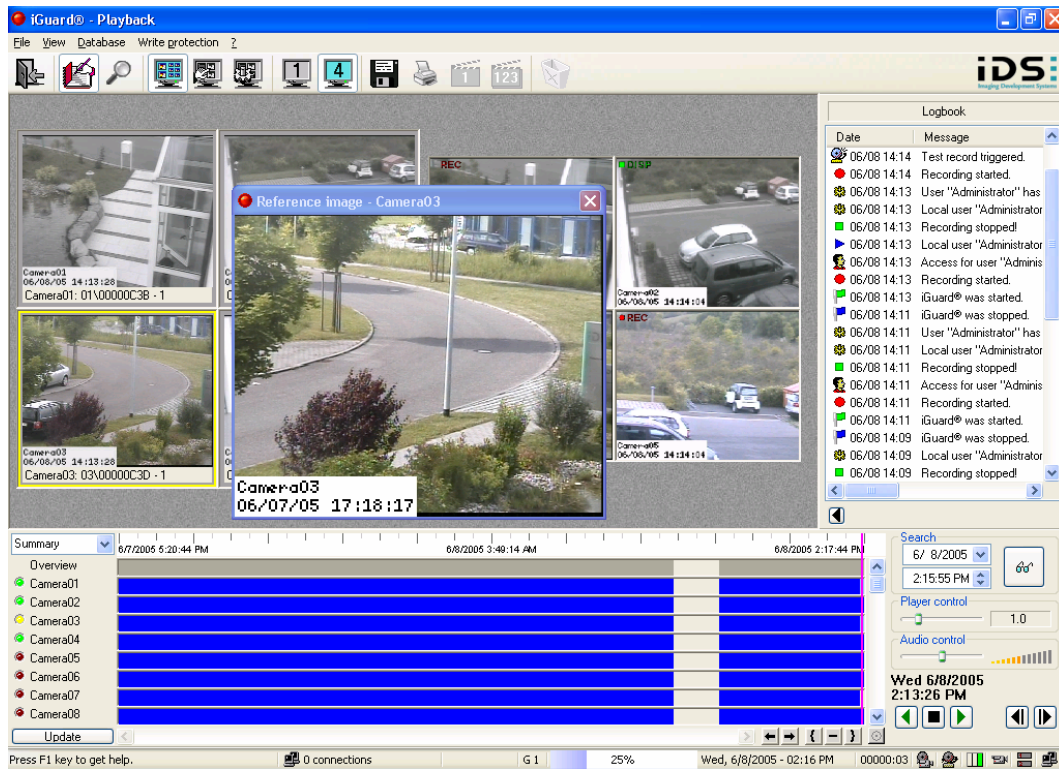 iGuard® - Playback
File View Database Write protection ?
1 4 1 123
iDS:
Imaging Development Systems
Camera01
06/08/05 14:13:28
Camera01: 01\00000C3B - 1
REC
DISP
Camera02
06/08/05 14:14:04
Camera03
06/08/05 14:13:28
Camera03: 03\00000C3D - 1
REC
Camera05
06/08/05 14:14:04
Reference image - Camera03
Camera03
06/07/05 17:18:17
Logbook
Date Message
06/08 14:14 Test record triggered.
06/08 14:14 Recording started.
06/08 14:13 User "Administrator" has
06/08 14:13 Local user "Administrator
06/08 14:13 Recording stopped!
06/08 14:13 Local user "Administrator
06/08 14:13 Access for user "Adminis
06/08 14:13 Recording started.
06/08 14:13 iGuard® was started.
06/08 14:11 iGuard® was stopped.
06/08 14:11 User "Administrator" has
06/08 14:11 Local user "Administrator
06/08 14:11 Recording stopped!
06/08 14:11 Access for user "Adminis
06/08 14:11 Recording started.
06/08 14:11 iGuard® was started.
06/08 14:09 iGuard® was stopped.
06/08 14:09 Local user "Administrator
06/08 14:09 Recording stopped!
Summary
6/7/2005 5:20:44 PM 6/8/2005 3:49:14 AM 6/8/2005 2:17:44 PM
Overview
Camera01
Camera02
Camera03
Camera04
Camera05
Camera06
Camera07
Camera08
Update
Search
6/ 8/2005
2:15:55 PM
Player control
1.0
Audio control
Wed 6/8/2005
2:13:26 PM
Press F1 key to get help. 0 connections G 1 25% Wed, 6/8/2005 - 02:16 PM 00000:03